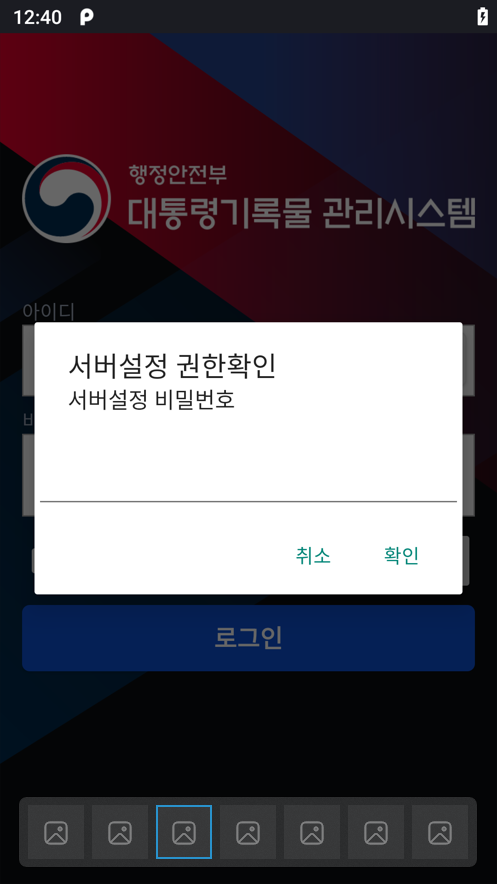 12:40
행정안전부
대통령기록물 관리시스템
아이디
서버설정 권한확인
서버설정 비밀번호
취소 확인
로그인